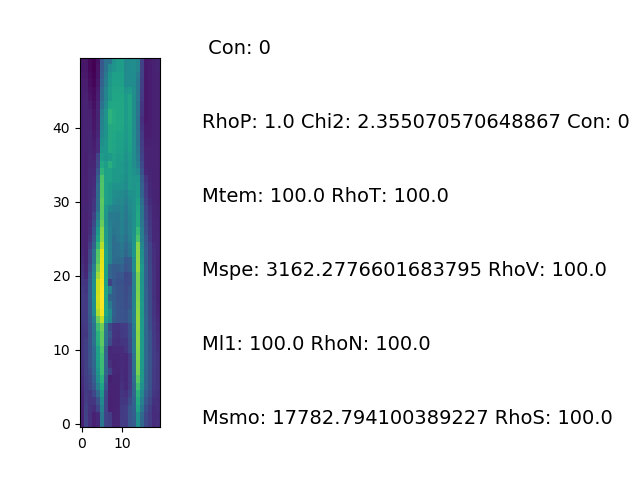 Con: 0
RhoP: 1.0 Chi2: 2.355070570648867 Con: 0
Mtem: 100.0 RhoT: 100.0
Mspe: 3162.2776601683795 RhoV: 100.0
Ml1: 100.0 RhoN: 100.0
Msmo: 17782.794100389227 RhoS: 100.0
40
30
20
10
0
0 10